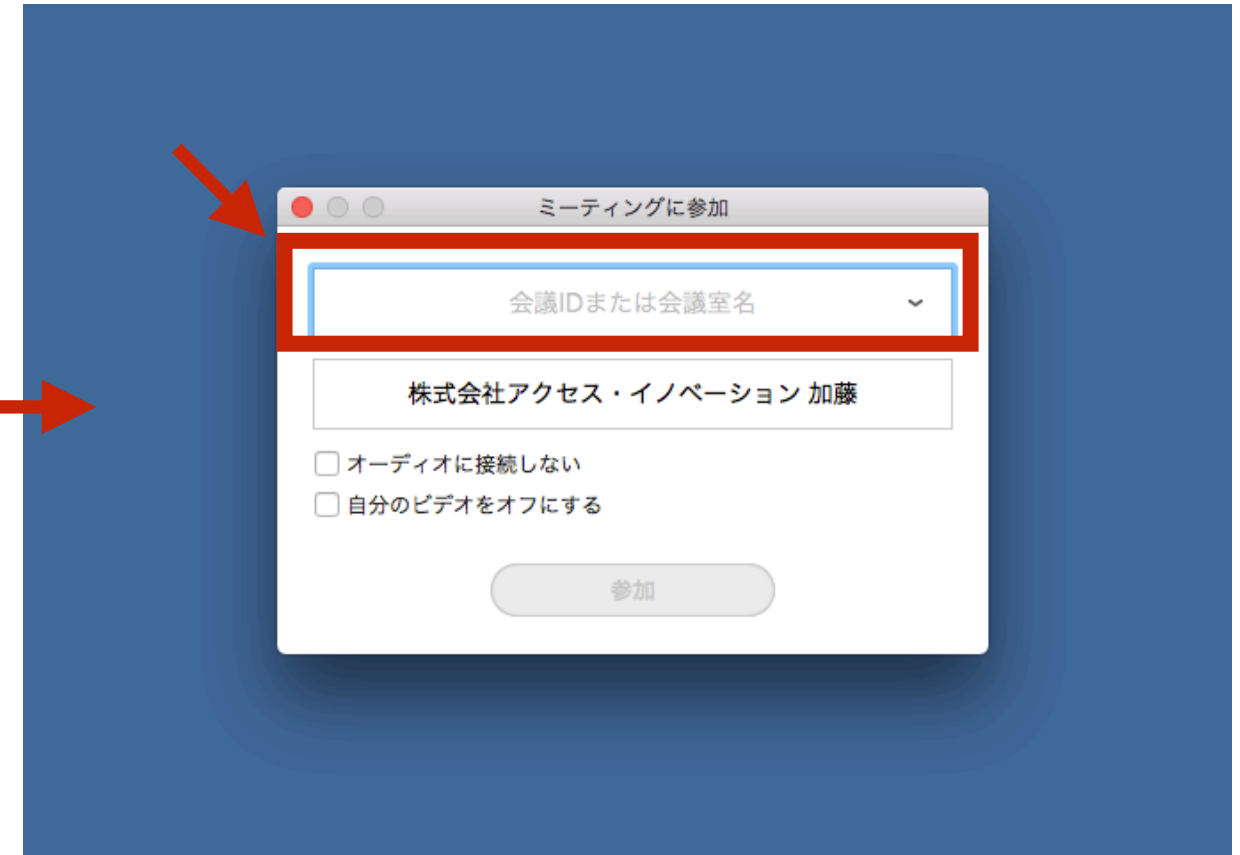 ミーティングに参加
会議IDまたは会議室名
株式会社アクセス・イノベーション 加藤
オーディオに接続しない
自分のビデオをオフにする
参加